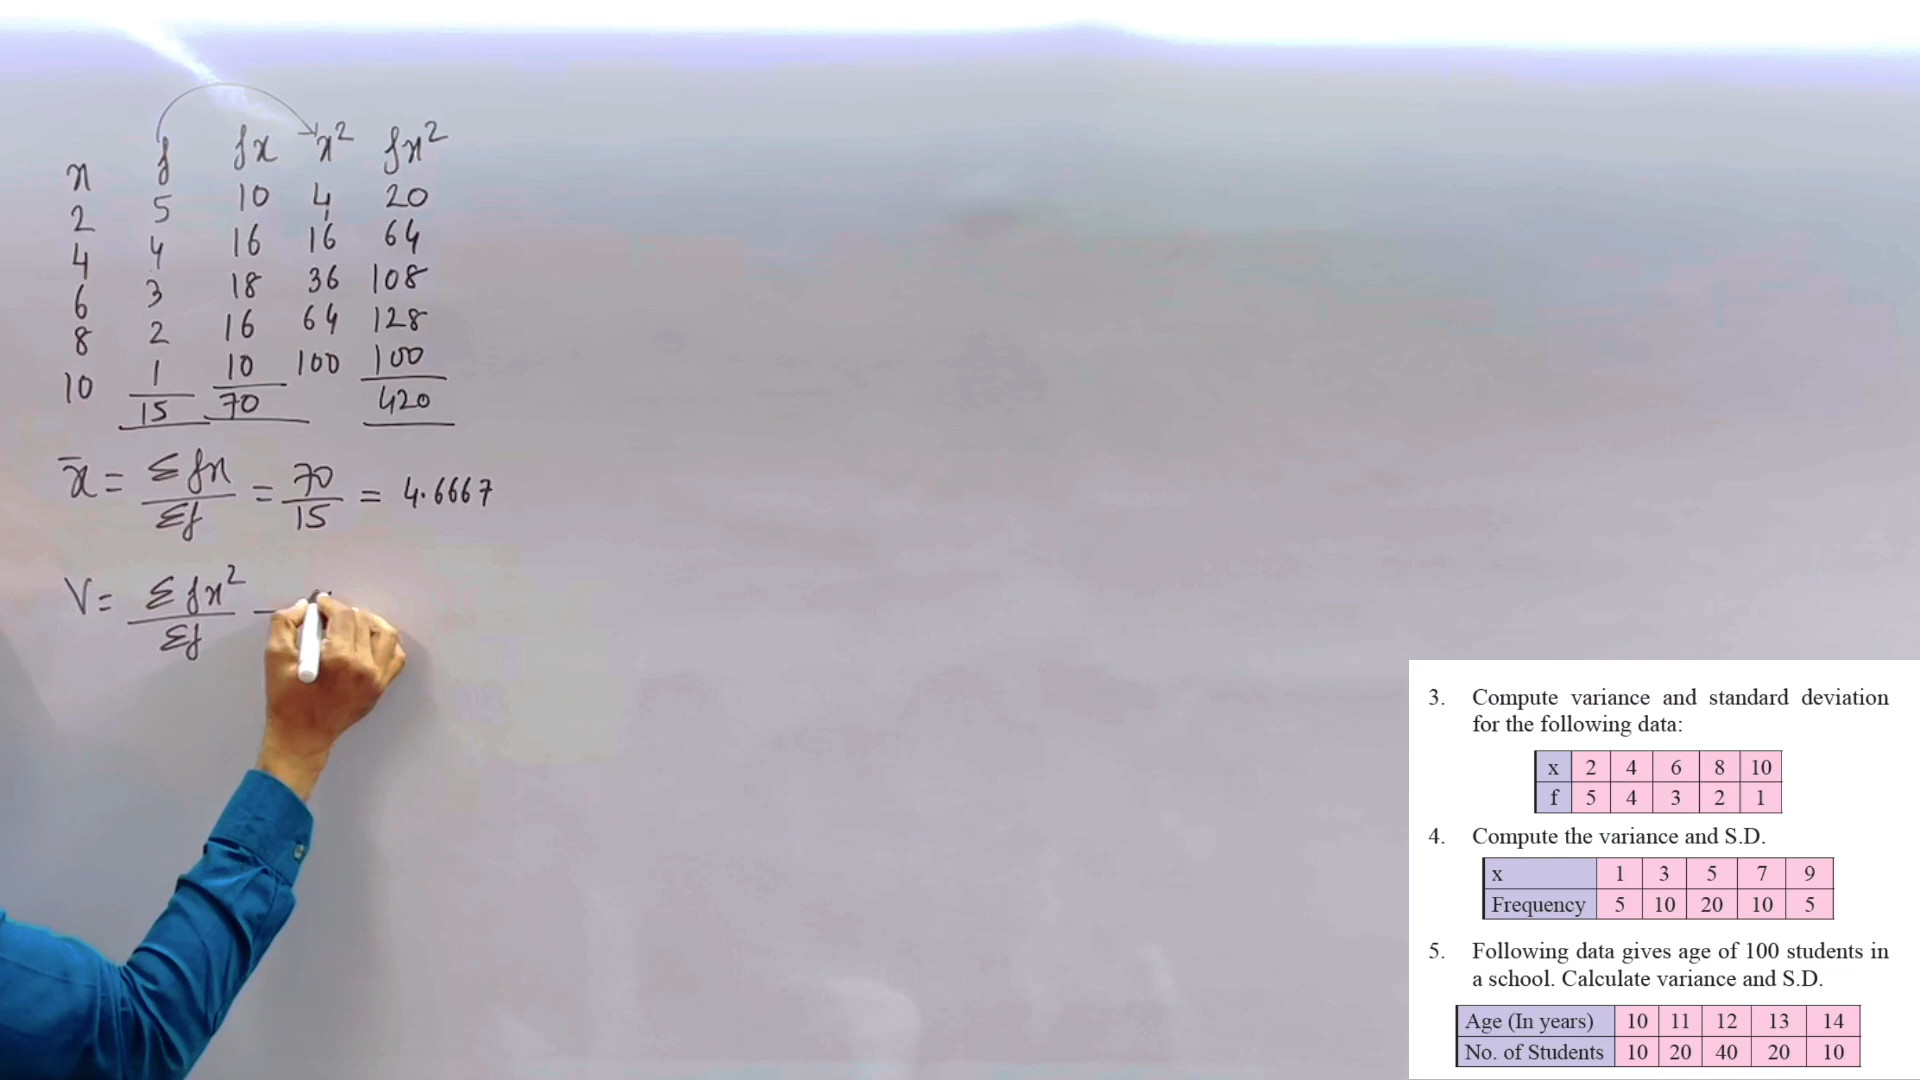 x f fx x² fx²
2 5 10 4 20
4 4 16 16 64
6 3 18 36 108
8 2 16 64 128
10 1 10 100 100
15 70 420
x̄ = Σfx / Σf = 70 / 15 = 4.6667
V = Σfx² / Σf −
3. Compute variance and standard deviation
for the following data:
x 2 4 6 8 10
f 5 4 3 2 1
4. Compute the variance and S.D.
x 1 3 5 7 9
Frequency 5 10 20 10 5
5. Following data gives age of 100 students in
a school. Calculate variance and S.D.
Age (In years) 10 11 12 13 14
No. of Students 10 20 40 20 10